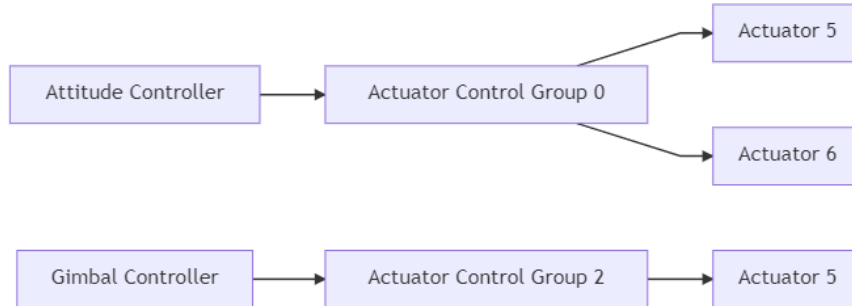 Actuator 5
Attitude Controller
Actuator Control Group 0
Actuator 6
Gimbal Controller
Actuator Control Group 2
Actuator 5